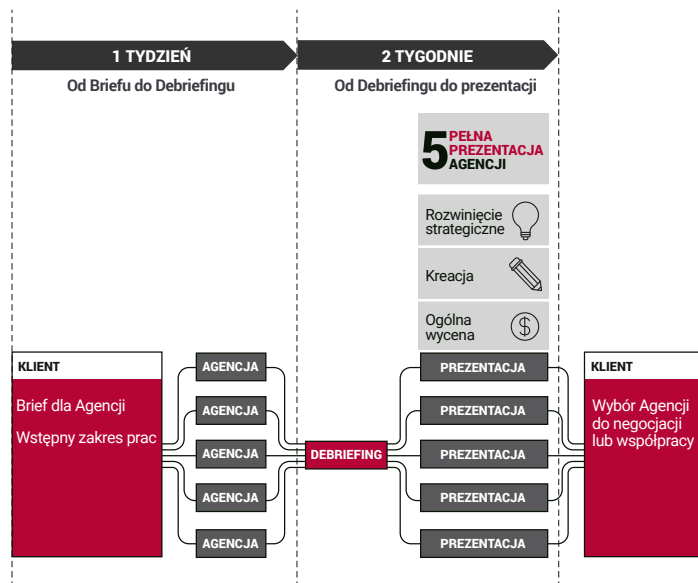 1 TYDZIEŃ
2 TYGODNIE
Od Briefu do Debriefingu
Od Debriefingu do prezentacji
5 PEŁNA
PREZENTACJA
AGENCJI
Rozwinięcie
strategiczne
Kreacja
Ogólna
wycena
$
KLIENT
Brief dla Agencji
Wstępny zakres prac
AGENCJA
AGENCJA
AGENCJA
AGENCJA
AGENCJA
DEBRIEFING
PREZENTACJA
PREZENTACJA
PREZENTACJA
PREZENTACJA
PREZENTACJA
KLIENT
Wybór Agencji
do negocjacji
lub współpracy